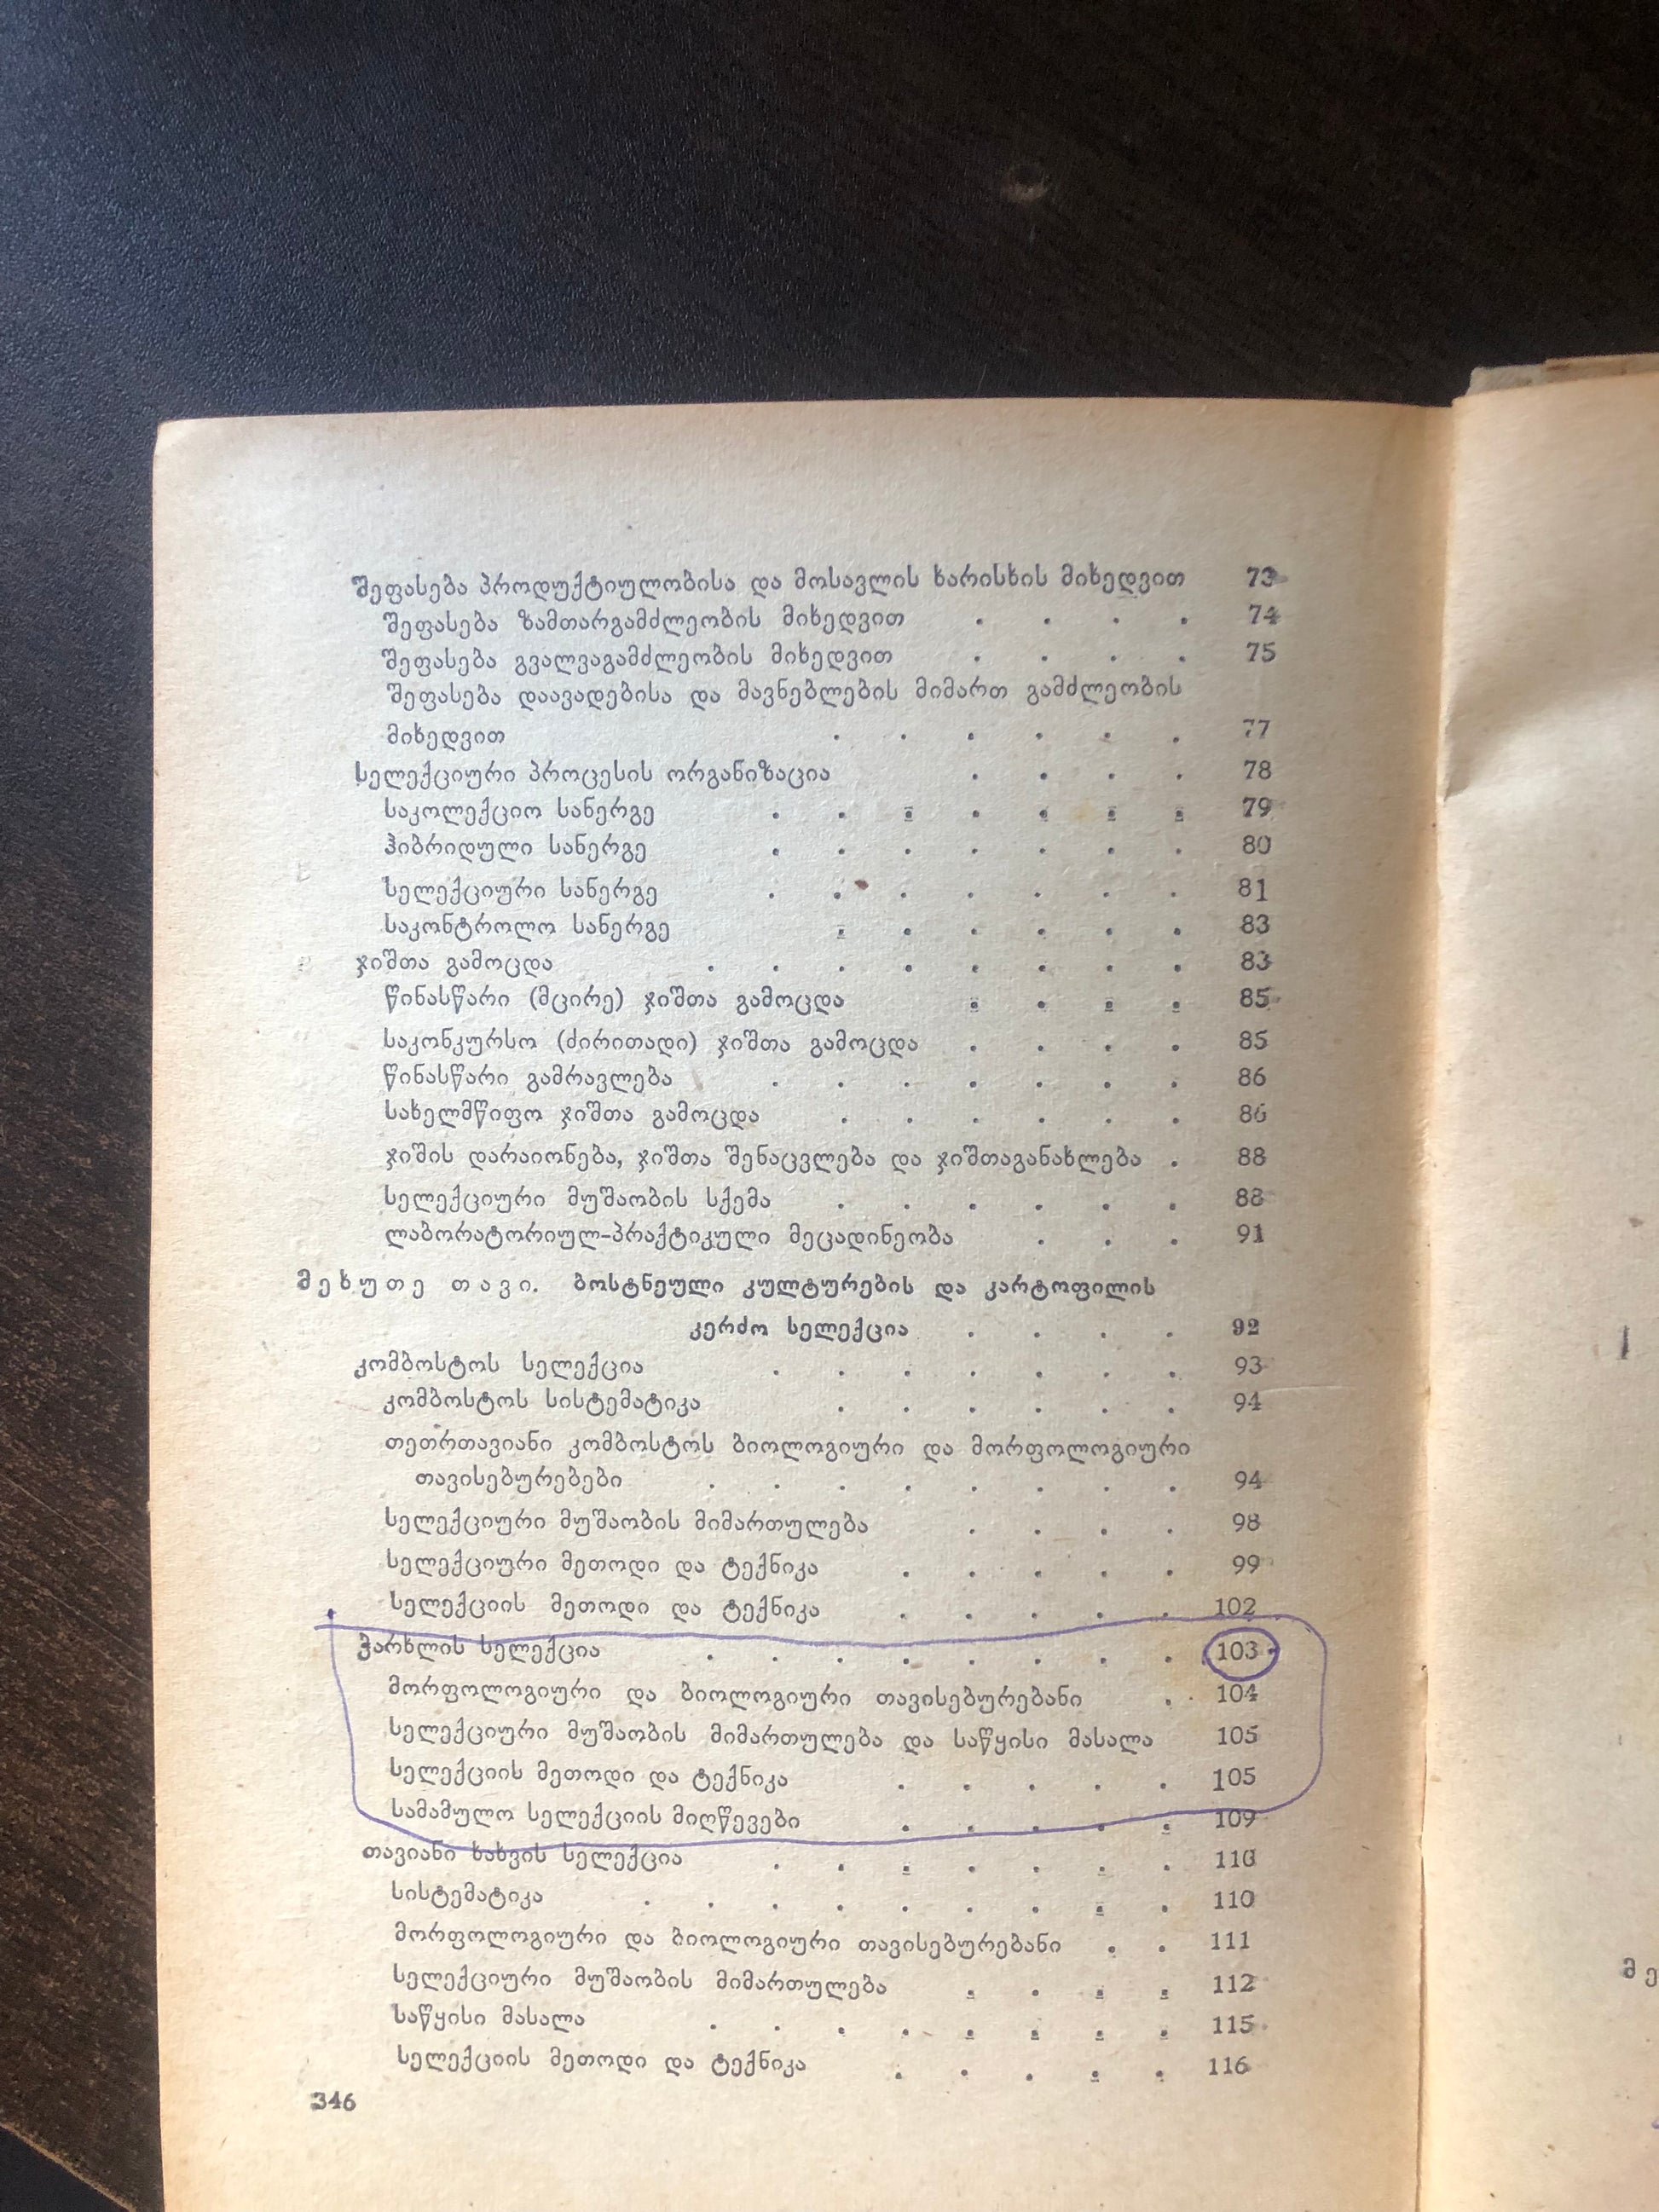 შეფასება პროდუქტიულობისა და მოსავლის ხარისხის მიხედვით 73
შეფასება ზამთარგამძლეობის მიხედვით . . . . 74
შეფასება გვალვაგამძლეობის მიხედვით . . . . 75
შეფასება დაავადებისა და მავნებლების მიმართ გამძლეობის
მიხედვით . . . . . . 77
სელექციური პროცესის ორგანიზაცია . . . . 78
საკოლექციო სანერგე . . . . . . . 79
ჰიბრიდული სანერგე . . . . . . . 80
სელექციური სანერგე . . . . . . . 81
საკონტროლო სანერგე . . . . . . 83
ჯიშთა გამოცდა . . . . . . . . 83
წინასწარი (მცირე) ჯიშთა გამოცდა . . . . 85
საკონკურსო (ძირითადი) ჯიშთა გამოცდა . . . . 85
წინასწარი გამრავლება . . . . . . . 86
სახელმწიფო ჯიშთა გამოცდა . . . . . . 86
ჯიშის დარაიონება, ჯიშთა შენაცვლება და ჯიშთაგანახლება . 88
სელექციური მუშაობის სქემა . . . . . . 88
ლაბორატორიულ-პრაქტიკული მეცადინეობა . . . 91
მეხუთე თავი. ბოსტნეული კულტურების და კარტოფილის
კერძო სელექცია . . . . 92
კომბოსტოს სელექცია . . . . . . . 93
კომბოსტოს სისტემატიკა . . . . . . 94
თეთრთავიანი კომბოსტოს ბიოლოგიური და მორფოლოგიური
თავისებურებები . . . . . . . . 94
სელექციური მუშაობის მიმართულება . . . . 98
სელექციური მეთოდი და ტექნიკა . . . . . 99
სელექციის მეთოდი და ტექნიკა . . . . . 102
ჭარხლის სელექცია . . . . . . . . 103
მორფოლოგიური და ბიოლოგიური თავისებურებანი . 104
სელექციური მუშაობის მიმართულება და საწყისი მასალა 105
სელექციის მეთოდი და ტექნიკა . . . . . 105
სამამულო სელექციის მიღწევები . . . . . 109
თავიანი ხახვის სელექცია . . . . . . . 110
სისტემატიკა . . . . . . . . . 110
მორფოლოგიური და ბიოლოგიური თავისებურებანი . . 111
სელექციური მუშაობის მიმართულება . . . . 112
საწყისი მასალა . . . . . . . . 115
სელექციის მეთოდი და ტექნიკა . . . . . 116
346
მე